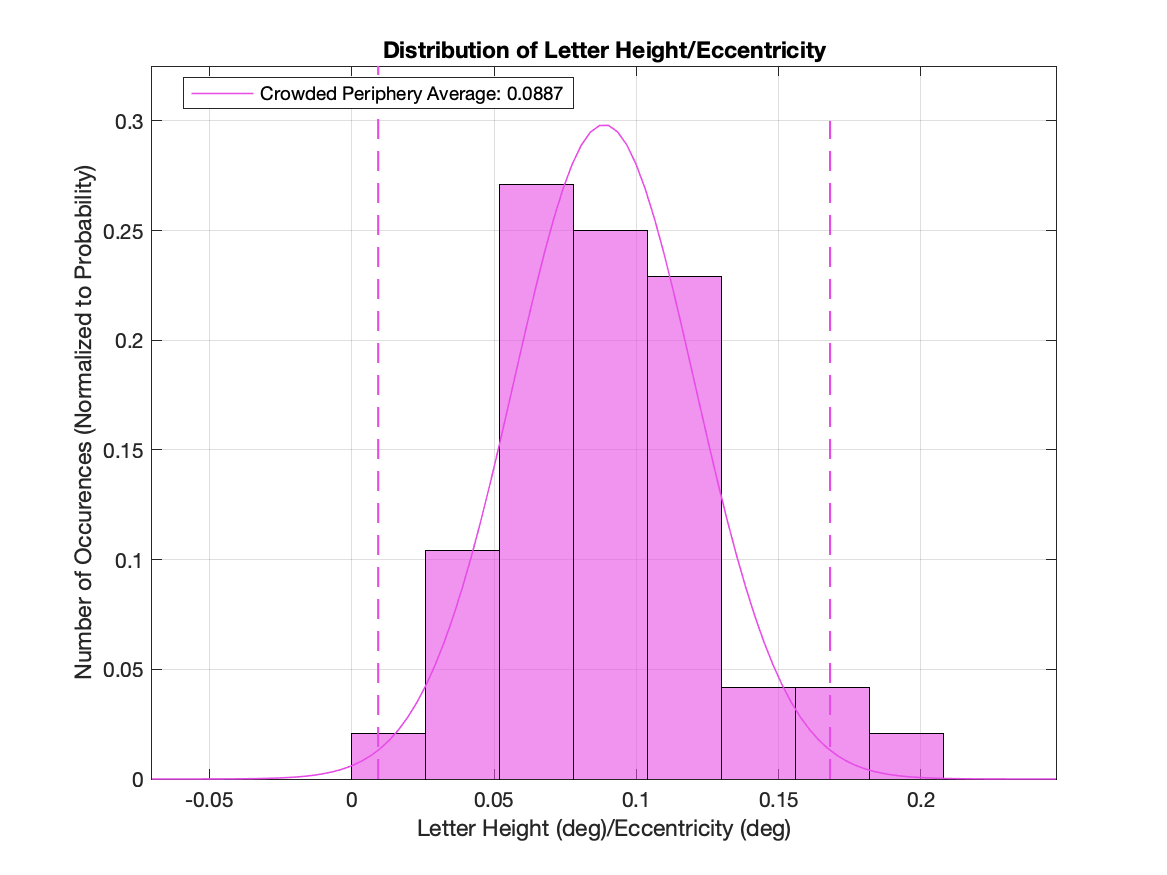 Distribution of Letter Height/Eccentricity
Crowded Periphery Average: 0.0887
Number of Occurences (Normalized to Probability)
0.3
0.25
0.2
0.15
0.1
0.05
0
-0.05 0 0.05 0.1 0.15 0.2
Letter Height (deg)/Eccentricity (deg)